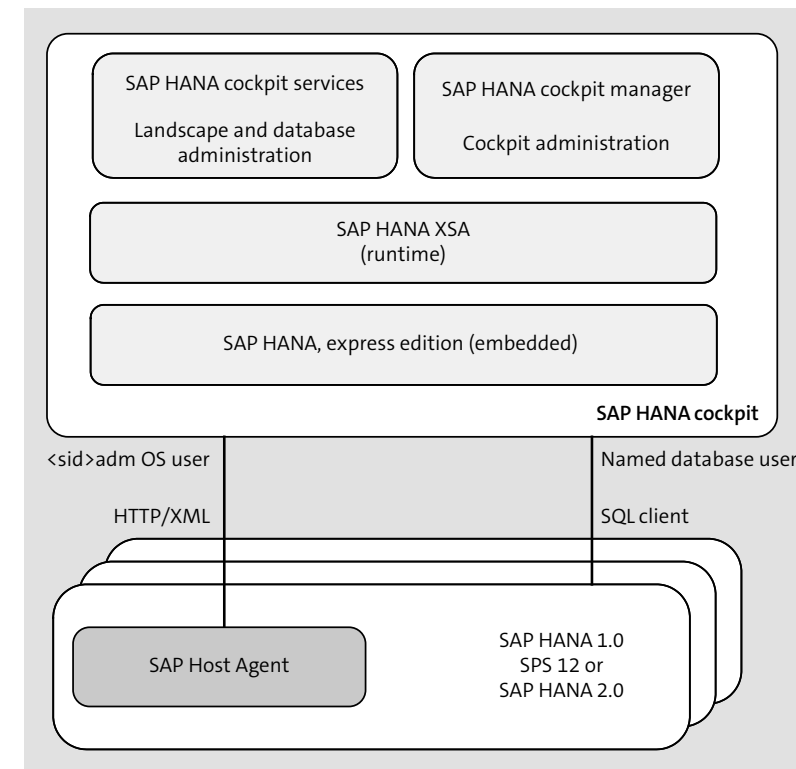 SAP HANA cockpit services
Landscape and database
administration
SAP HANA cockpit manager
Cockpit administration
SAP HANA XSA
(runtime)
SAP HANA, express edition (embedded)
SAP HANA cockpit
<sid>adm OS user
Named database user
HTTP/XML
SQL client
SAP Host Agent
SAP HANA 1.0
SPS 12 or
SAP HANA 2.0